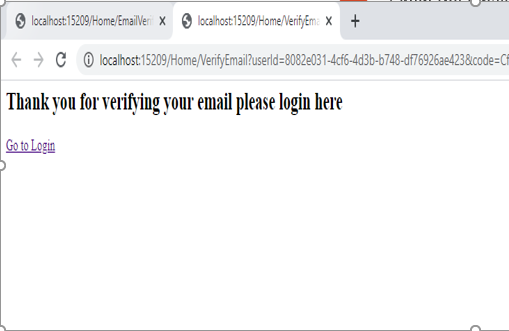 localhost:15209/Home/EmailVeri
localhost:15209/Home/VerifyEma
localhost:15209/Home/VerifyEmail?userId=8082e031-4cf6-4d3b-b748-df76926ae423&code=Cf
Thank you for verifying your email please login here
Go to Login